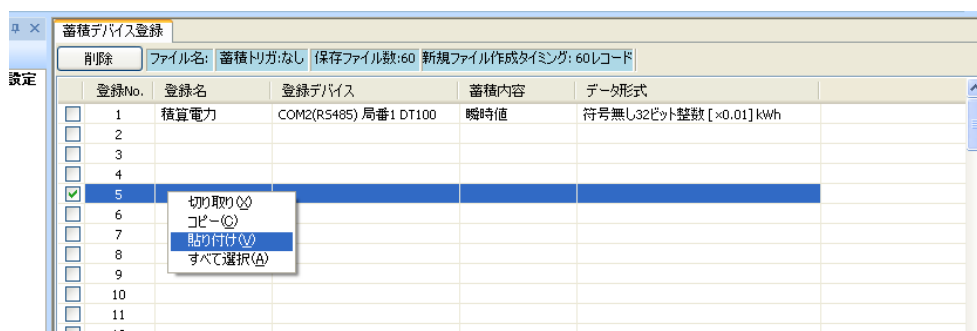 蓄積デバイス登録
削除 ファイル名: 蓄積トリガ:なし 保存ファイル数:60 新規ファイル作成タイミング: 60レコード
設定
登録No. 登録名 登録デバイス 蓄積内容 データ形式
1 積算電力 COM2(RS485) 局番1 DT100 瞬時値 符号無し32ビット整数 [×0.01] kWh
2
3
4
5
切り取り(X)
6
コピー(C)
7
貼り付け(V)
8
すべて選択(A)
9
10
11